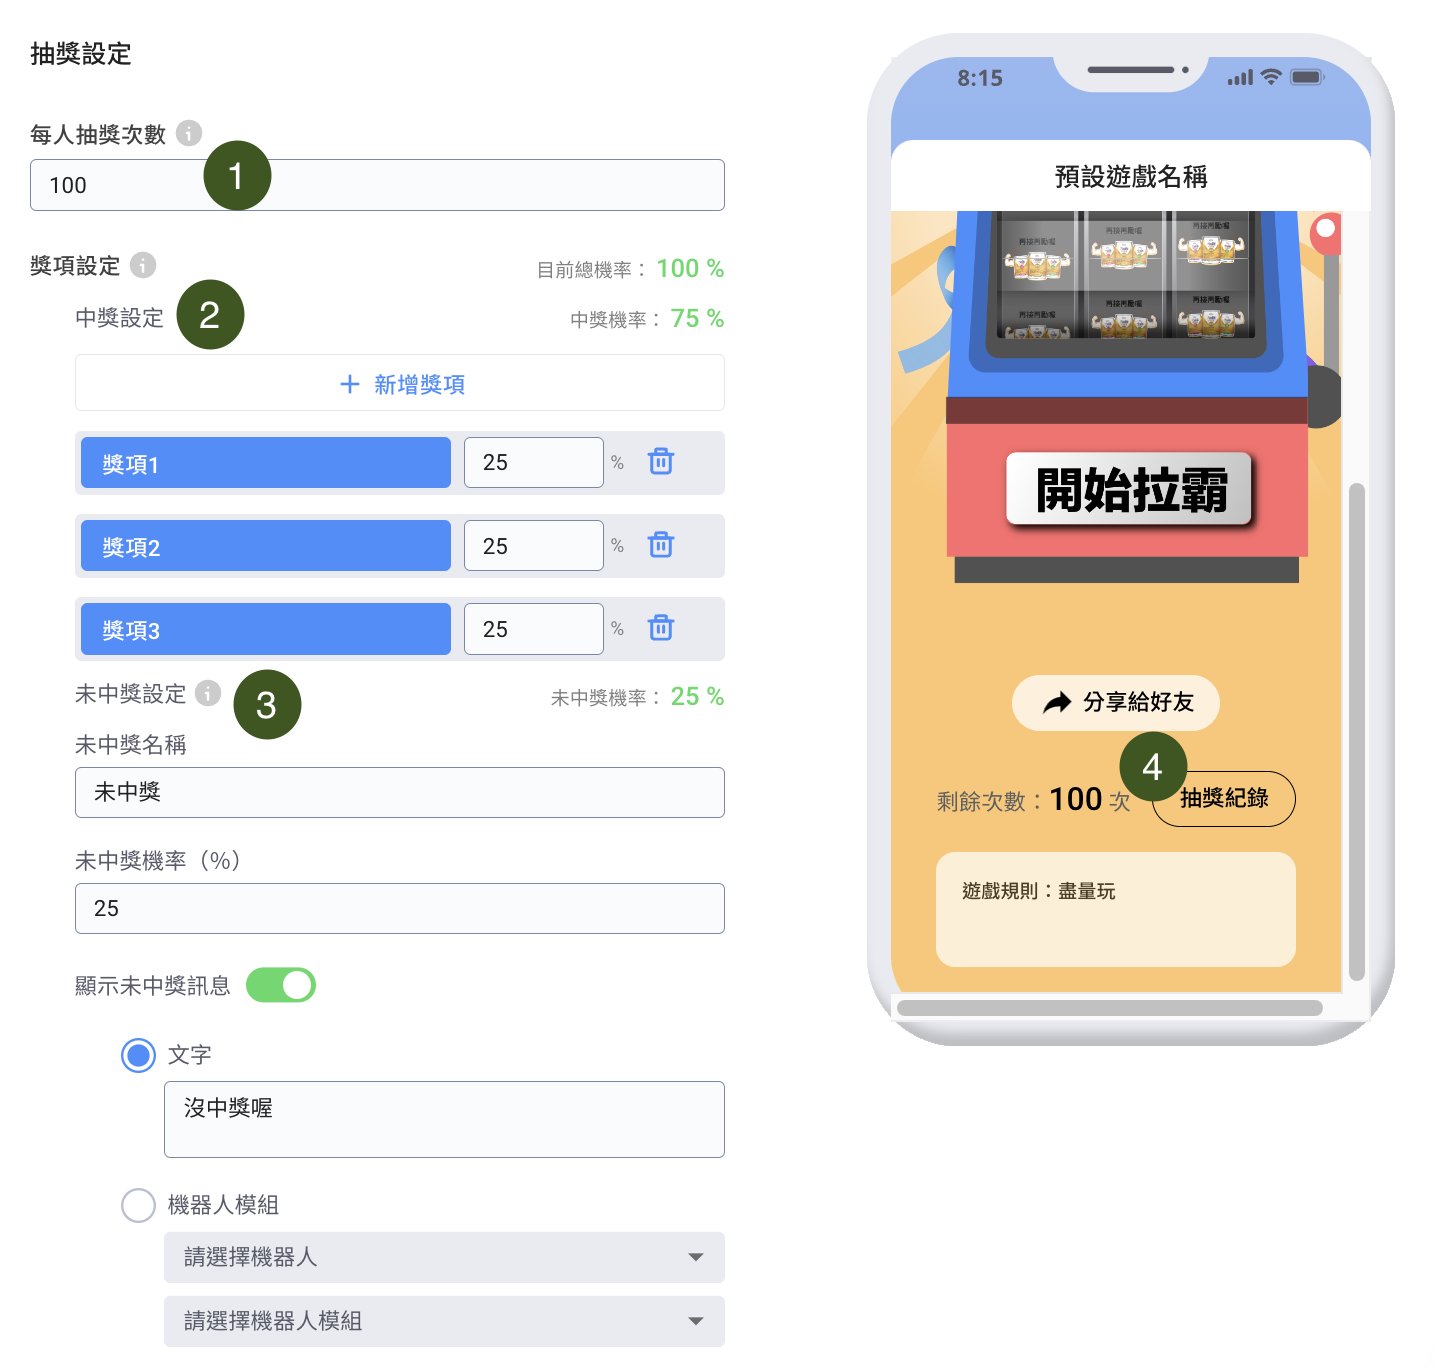 抽獎設定
每人抽獎次數
1
100
獎項設定
目前總機率： 100 %
中獎設定
2
中獎機率： 75 %
+ 新增獎項
獎項1
25
%
獎項2
25
%
獎項3
25
%
未中獎設定
3
未中獎機率： 25 %
未中獎名稱
未中獎
未中獎機率（%）
25
顯示未中獎訊息
文字
沒中獎喔
機器人模組
請選擇機器人
請選擇機器人模組
8:15
預設遊戲名稱
開始拉霸
分享給好友
4
剩餘次數：100 次
抽獎紀錄
遊戲規則：盡量玩